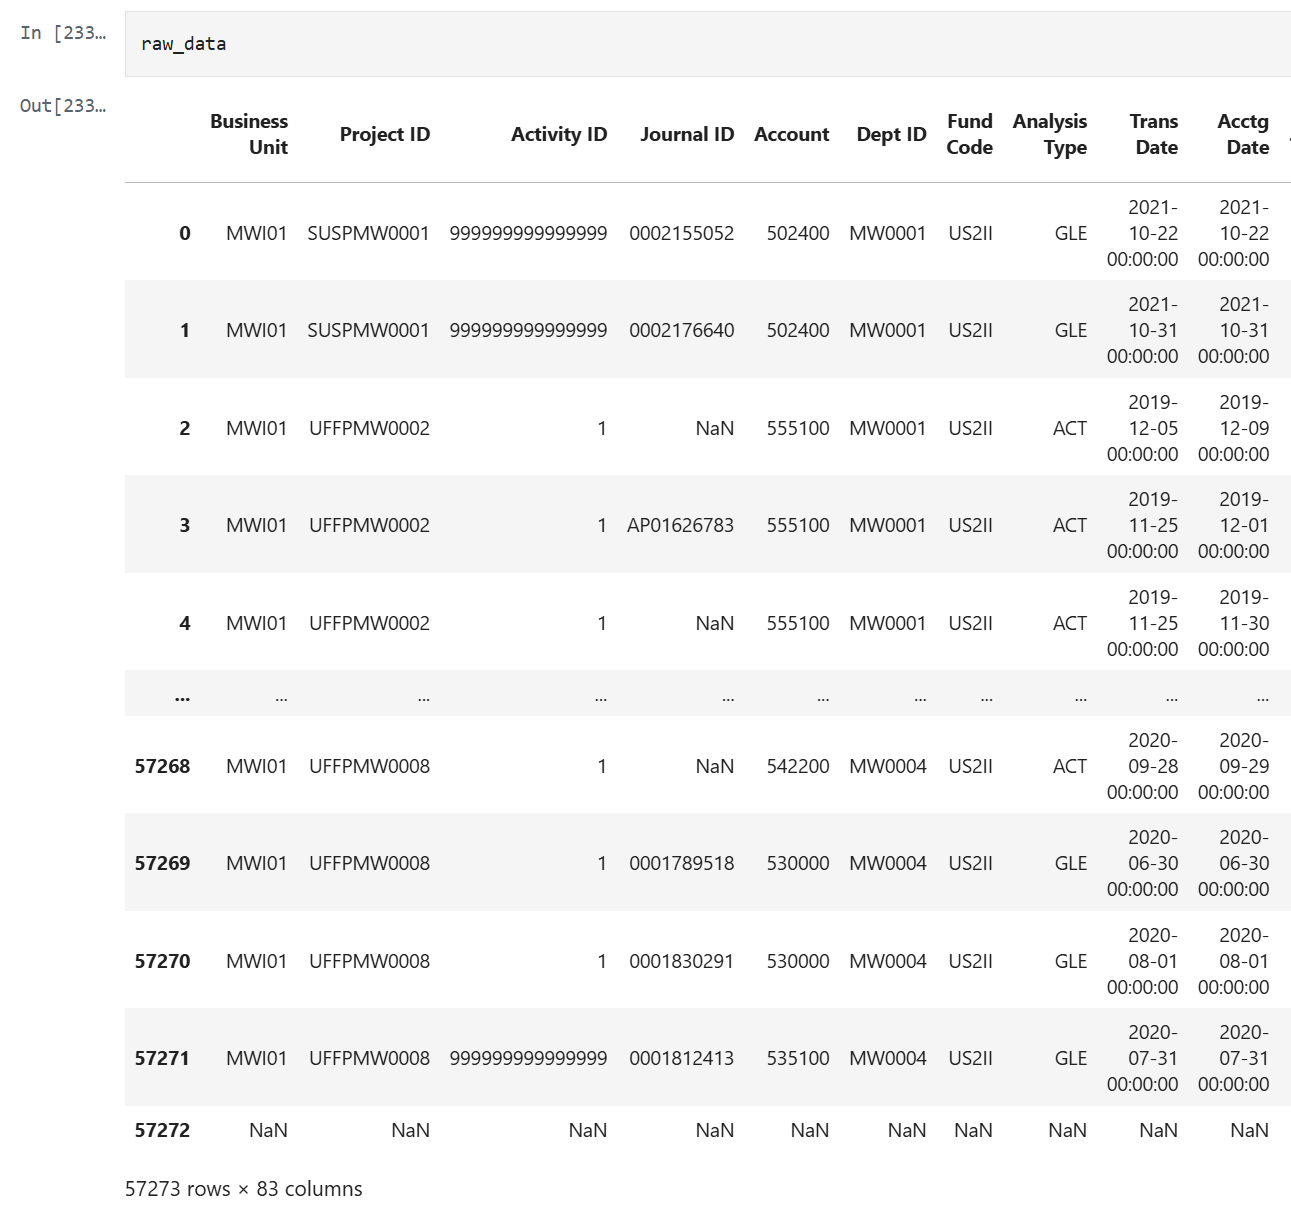 In [233…
raw_data
Out[233…
Business Unit Project ID Activity ID Journal ID Account Dept ID Fund Code Analysis Type Trans Date Acctg Date
0 MWI01 SUSPMW0001 999999999999999 0002155052 502400 MW0001 US2II GLE 2021-10-22 00:00:00 2021-10-22 00:00:00
1 MWI01 SUSPMW0001 999999999999999 0002176640 502400 MW0001 US2II GLE 2021-10-31 00:00:00 2021-10-31 00:00:00
2 MWI01 UFFPMW0002 1 NaN 555100 MW0001 US2II ACT 2019-12-05 00:00:00 2019-12-09 00:00:00
3 MWI01 UFFPMW0002 1 AP01626783 555100 MW0001 US2II ACT 2019-11-25 00:00:00 2019-12-01 00:00:00
4 MWI01 UFFPMW0002 1 NaN 555100 MW0001 US2II ACT 2019-11-25 00:00:00 2019-11-30 00:00:00
... ... ... ... ... ... ... ... ... ... ...
57268 MWI01 UFFPMW0008 1 NaN 542200 MW0004 US2II ACT 2020-09-28 00:00:00 2020-09-29 00:00:00
57269 MWI01 UFFPMW0008 1 0001789518 530000 MW0004 US2II GLE 2020-06-30 00:00:00 2020-06-30 00:00:00
57270 MWI01 UFFPMW0008 1 0001830291 530000 MW0004 US2II GLE 2020-08-01 00:00:00 2020-08-01 00:00:00
57271 MWI01 UFFPMW0008 999999999999999 0001812413 535100 MW0004 US2II GLE 2020-07-31 00:00:00 2020-07-31 00:00:00
57272 NaN NaN NaN NaN NaN NaN NaN NaN NaN NaN
57273 rows × 83 columns